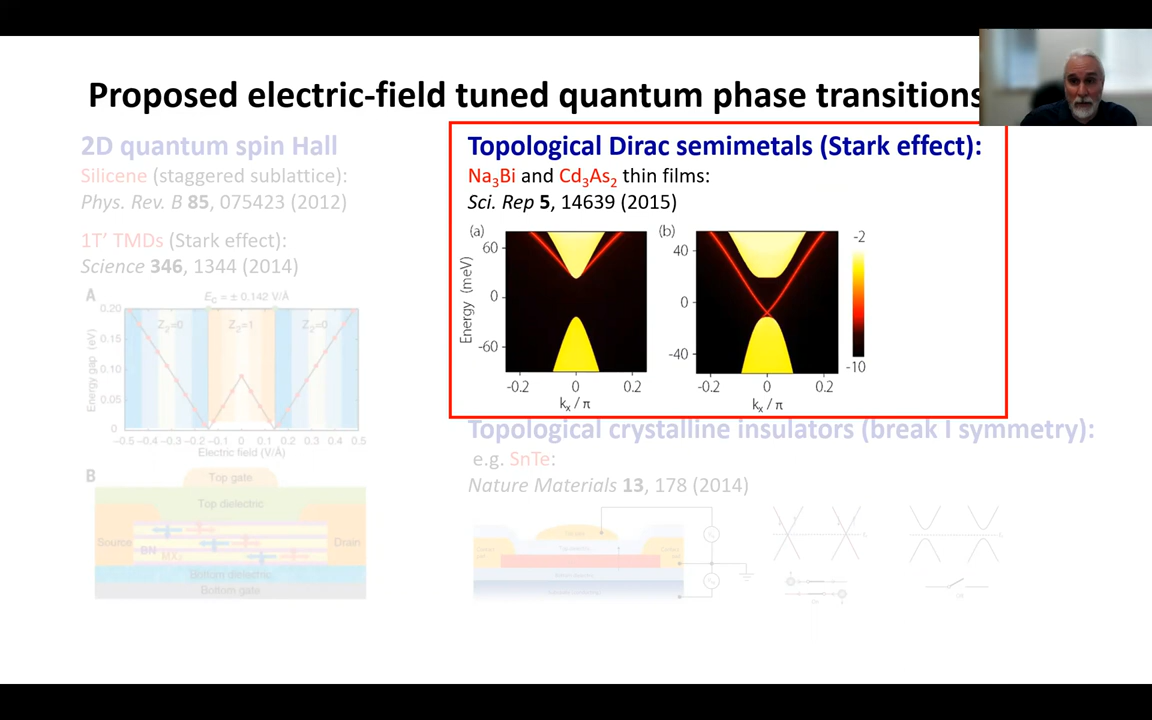 Proposed electric-field tuned quantum phase transitions
2D quantum spin Hall
Silicene (staggered sublattice):
Phys. Rev. B 85, 075423 (2012)
1T′ TMDs (Stark effect):
Science 346, 1344 (2014)
A
E_c = ± 0.142 V/Å
Z₂=0 Z₂=1 Z₂=0
0.20
0.15
0.10
0.05
0
Energy gap (eV)
−0.5 −0.4 −0.3 −0.2 −0.1 0 0.1 0.2 0.3 0.4 0.5
Electric field (V/Å)
B
Top gate
Top dielectric
Source
BN
MX₂
Drain
Bottom dielectric
Bottom gate
Topological Dirac semimetals (Stark effect):
Na₃Bi and Cd₃As₂ thin films:
Sci. Rep 5, 14639 (2015)
(a)
60
0
-60
Energy (meV)
-0.2 0 0.2
kₓ / π
(b)
40
0
-40
-0.2 0 0.2
kₓ / π
-2
-10
Topological crystalline insulators (break I symmetry):
e.g. SnTe:
Nature Materials 13, 178 (2014)